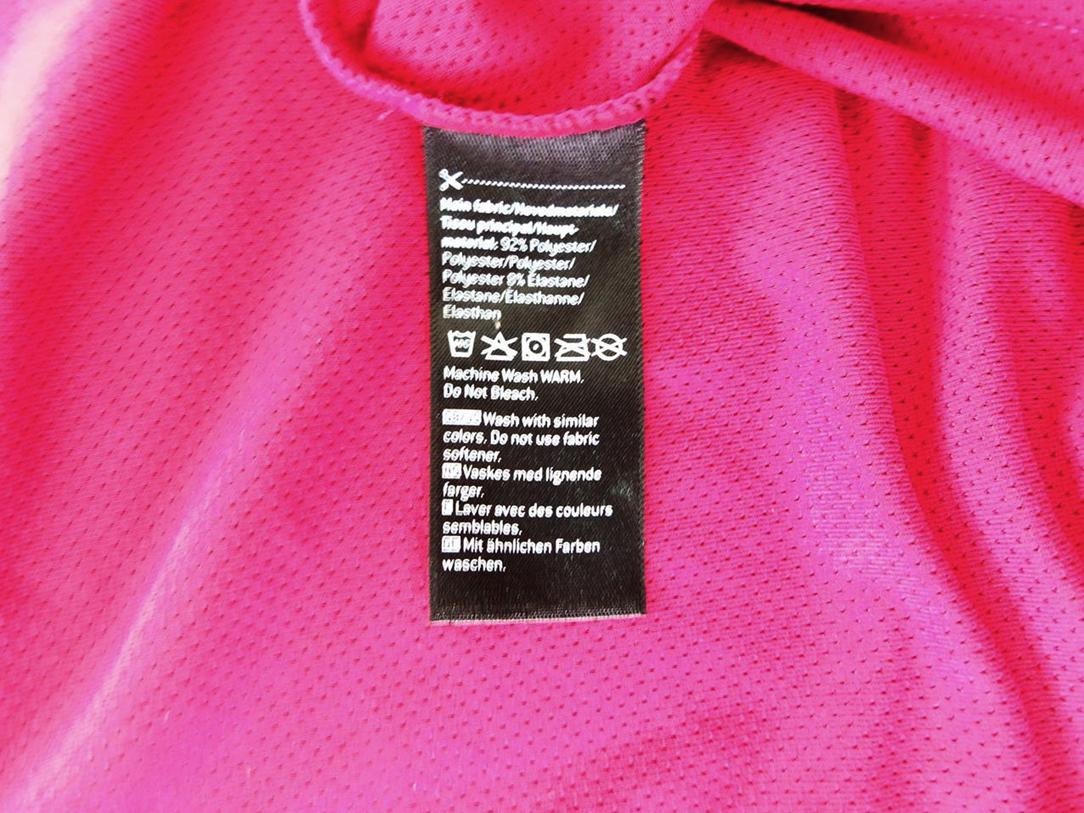 Main fabric/Hovedmateriale/
Tissu principal/Haupt-
material: 92% Polyester/
Polyester/Polyester/
Polyester 8% Elastane/
Elastane/Élasthanne/
Elasthan
Machine Wash WARM.
Do Not Bleach.
Wash with similar
colors. Do not use fabric
softener.
Vaskes med lignende
farger.
F Laver avec des couleurs
semblables.
Mit ähnlichen Farben
waschen.